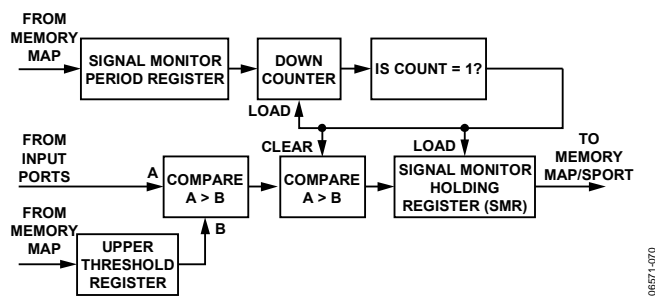 FROM
MEMORY
MAP
SIGNAL MONITOR
PERIOD REGISTER
DOWN
COUNTER
IS COUNT = 1?
LOAD
FROM
INPUT
PORTS
A
COMPARE
A > B
CLEAR
COMPARE
A > B
LOAD
SIGNAL MONITOR
HOLDING
REGISTER (SMR)
TO
MEMORY
MAP/SPORT
FROM
MEMORY
MAP
UPPER
THRESHOLD
REGISTER
B
06571-070